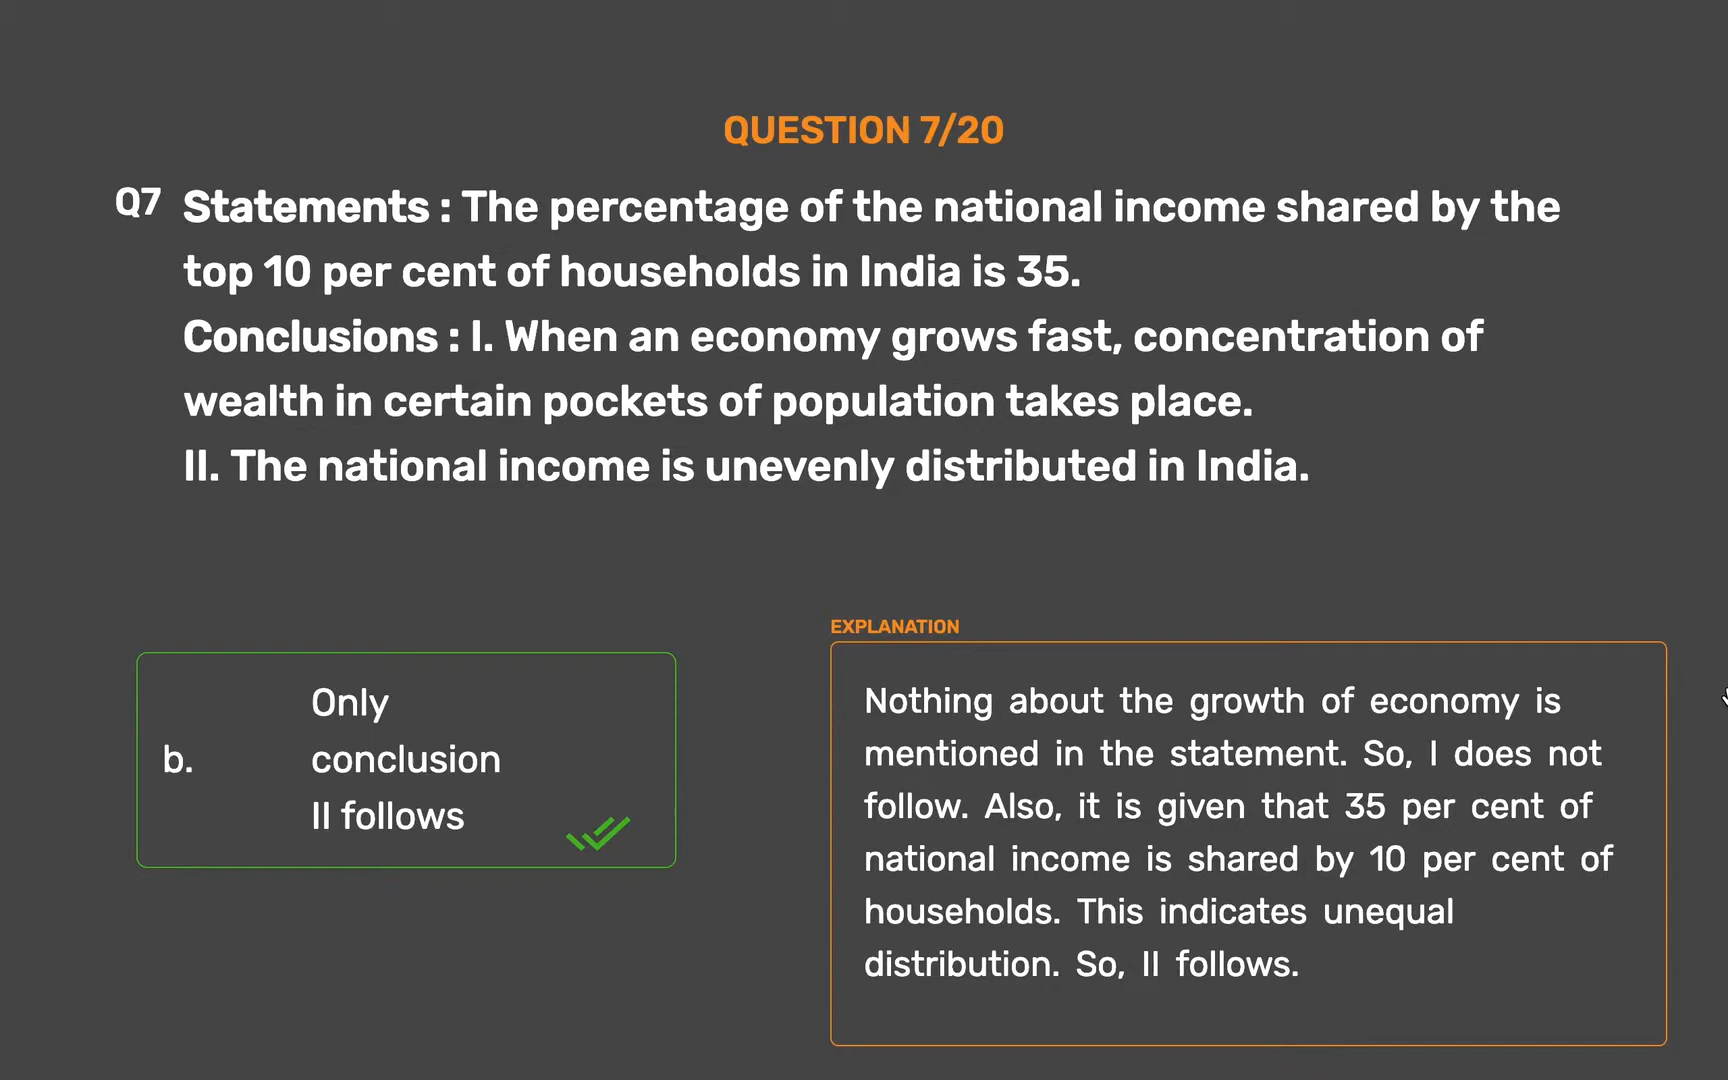 QUESTION 7/20
Q7 Statements : The percentage of the national income shared by the
top 10 per cent of households in India is 35.
Conclusions : I. When an economy grows fast, concentration of
wealth in certain pockets of population takes place.
II. The national income is unevenly distributed in India.
b. Only
conclusion
II follows
EXPLANATION
Nothing about the growth of economy is
mentioned in the statement. So, I does not
follow. Also, it is given that 35 per cent of
national income is shared by 10 per cent of
households. This indicates unequal
distribution. So, II follows.